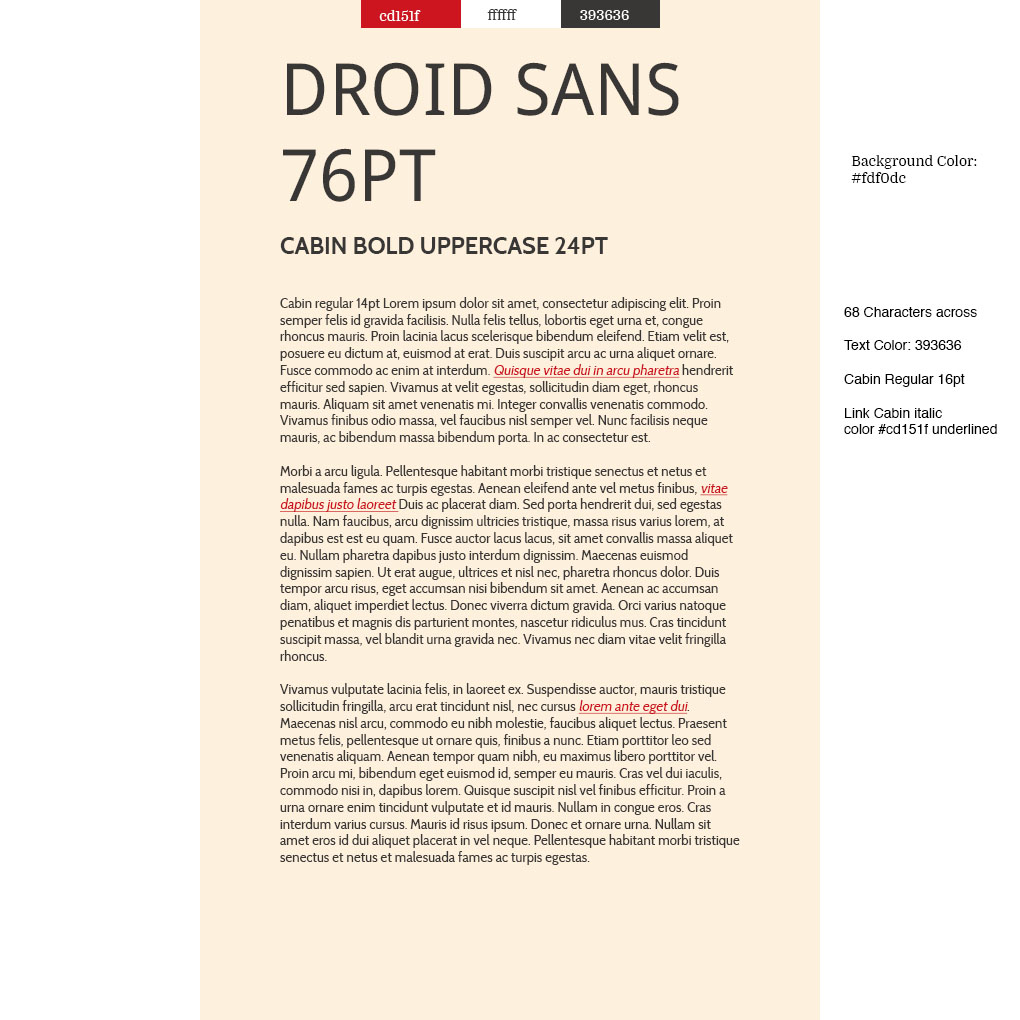 cd151f
ffffff
393636
DROID SANS
76PT
CABIN BOLD UPPERCASE 24PT
Cabin regular 14pt Lorem ipsum dolor sit amet, consectetur adipiscing elit. Proin
semper felis id gravida facilisis. Nulla felis tellus, lobortis eget urna et, congue
rhoncus mauris. Proin lacinia lacus scelerisque bibendum eleifend. Etiam velit est,
posuere eu dictum at, euismod at erat. Duis suscipit arcu ac urna aliquet ornare.
Fusce commodo ac enim at interdum. Quisque vitae dui in arcu pharetra hendrerit
efficitur sed sapien. Vivamus at velit egestas, sollicitudin diam eget, rhoncus
mauris. Aliquam sit amet venenatis mi. Integer convallis venenatis commodo.
Vivamus finibus odio massa, vel faucibus nisl semper vel. Nunc facilisis neque
mauris, ac bibendum massa bibendum porta. In ac consectetur est.
Morbi a arcu ligula. Pellentesque habitant morbi tristique senectus et netus et
malesuada fames ac turpis egestas. Aenean eleifend ante vel metus finibus, vitae
dapibus justo laoreet Duis ac placerat diam. Sed porta hendrerit dui, sed egestas
nulla. Nam faucibus, arcu dignissim ultricies tristique, massa risus varius lorem, at
dapibus est est eu quam. Fusce auctor lacus lacus, sit amet convallis massa aliquet
eu. Nullam pharetra dapibus justo interdum dignissim. Maecenas euismod
dignissim sapien. Ut erat augue, ultrices et nisl nec, pharetra rhoncus dolor. Duis
tempor arcu risus, eget accumsan nisi bibendum sit amet. Aenean ac accumsan
diam, aliquet imperdiet lectus. Donec viverra dictum gravida. Orci varius natoque
penatibus et magnis dis parturient montes, nascetur ridiculus mus. Cras tincidunt
suscipit massa, vel blandit urna gravida nec. Vivamus nec diam vitae velit fringilla
rhoncus.
Vivamus vulputate lacinia felis, in laoreet ex. Suspendisse auctor, mauris tristique
sollicitudin fringilla, arcu erat tincidunt nisl, nec cursus lorem ante eget dui.
Maecenas nisl arcu, commodo eu nibh molestie, faucibus aliquet lectus. Praesent
metus felis, pellentesque ut ornare quis, finibus a nunc. Etiam porttitor leo sed
venenatis aliquam. Aenean tempor quam nibh, eu maximus libero porttitor vel.
Proin arcu mi, bibendum eget euismod id, semper eu mauris. Cras vel dui iaculis,
commodo nisi in, dapibus lorem. Quisque suscipit nisl vel finibus efficitur. Proin a
urna ornare enim tincidunt vulputate et id mauris. Nullam in congue eros. Cras
interdum varius cursus. Mauris id risus ipsum. Donec et ornare urna. Nullam sit
amet eros id dui aliquet placerat in vel neque. Pellentesque habitant morbi tristique
senectus et netus et malesuada fames ac turpis egestas.
Background Color:
#fdf0dc
68 Characters across
Text Color: 393636
Cabin Regular 16pt
Link Cabin italic
color #cd151f underlined